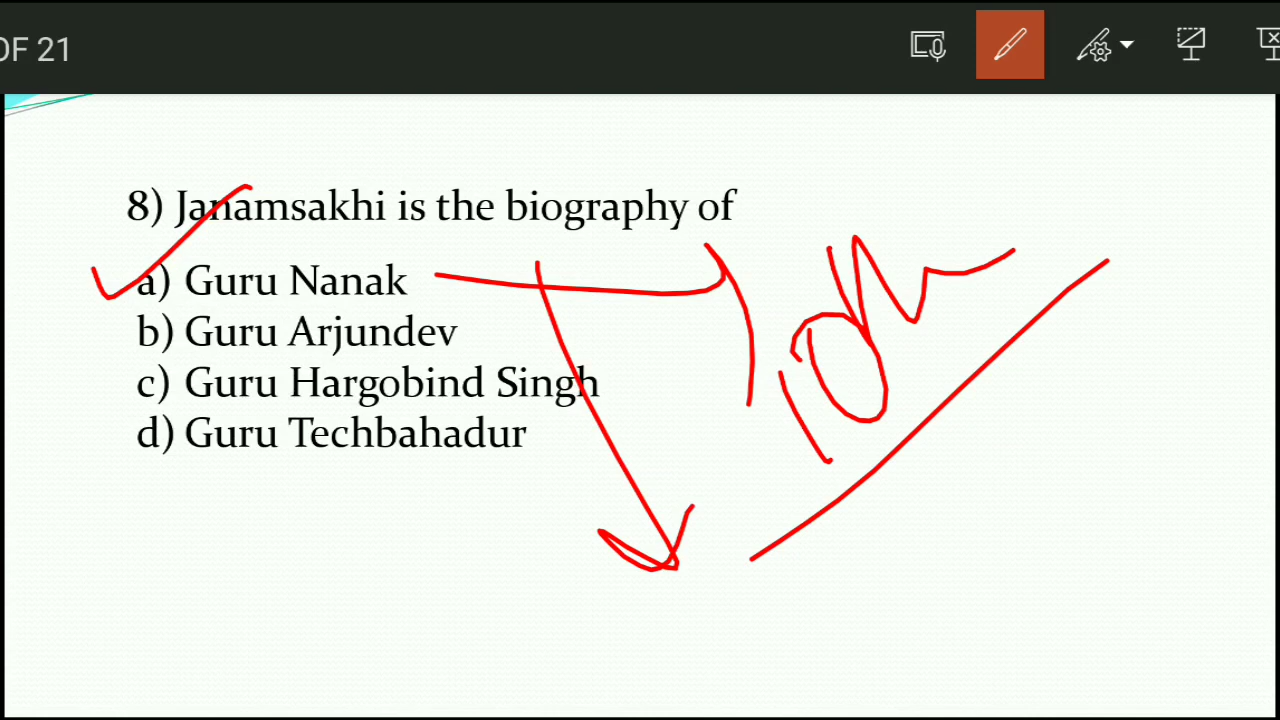 OF 21
8) Janamsakhi is the biography of
a) Guru Nanak
b) Guru Arjundev
c) Guru Hargobind Singh
d) Guru Techbahadur